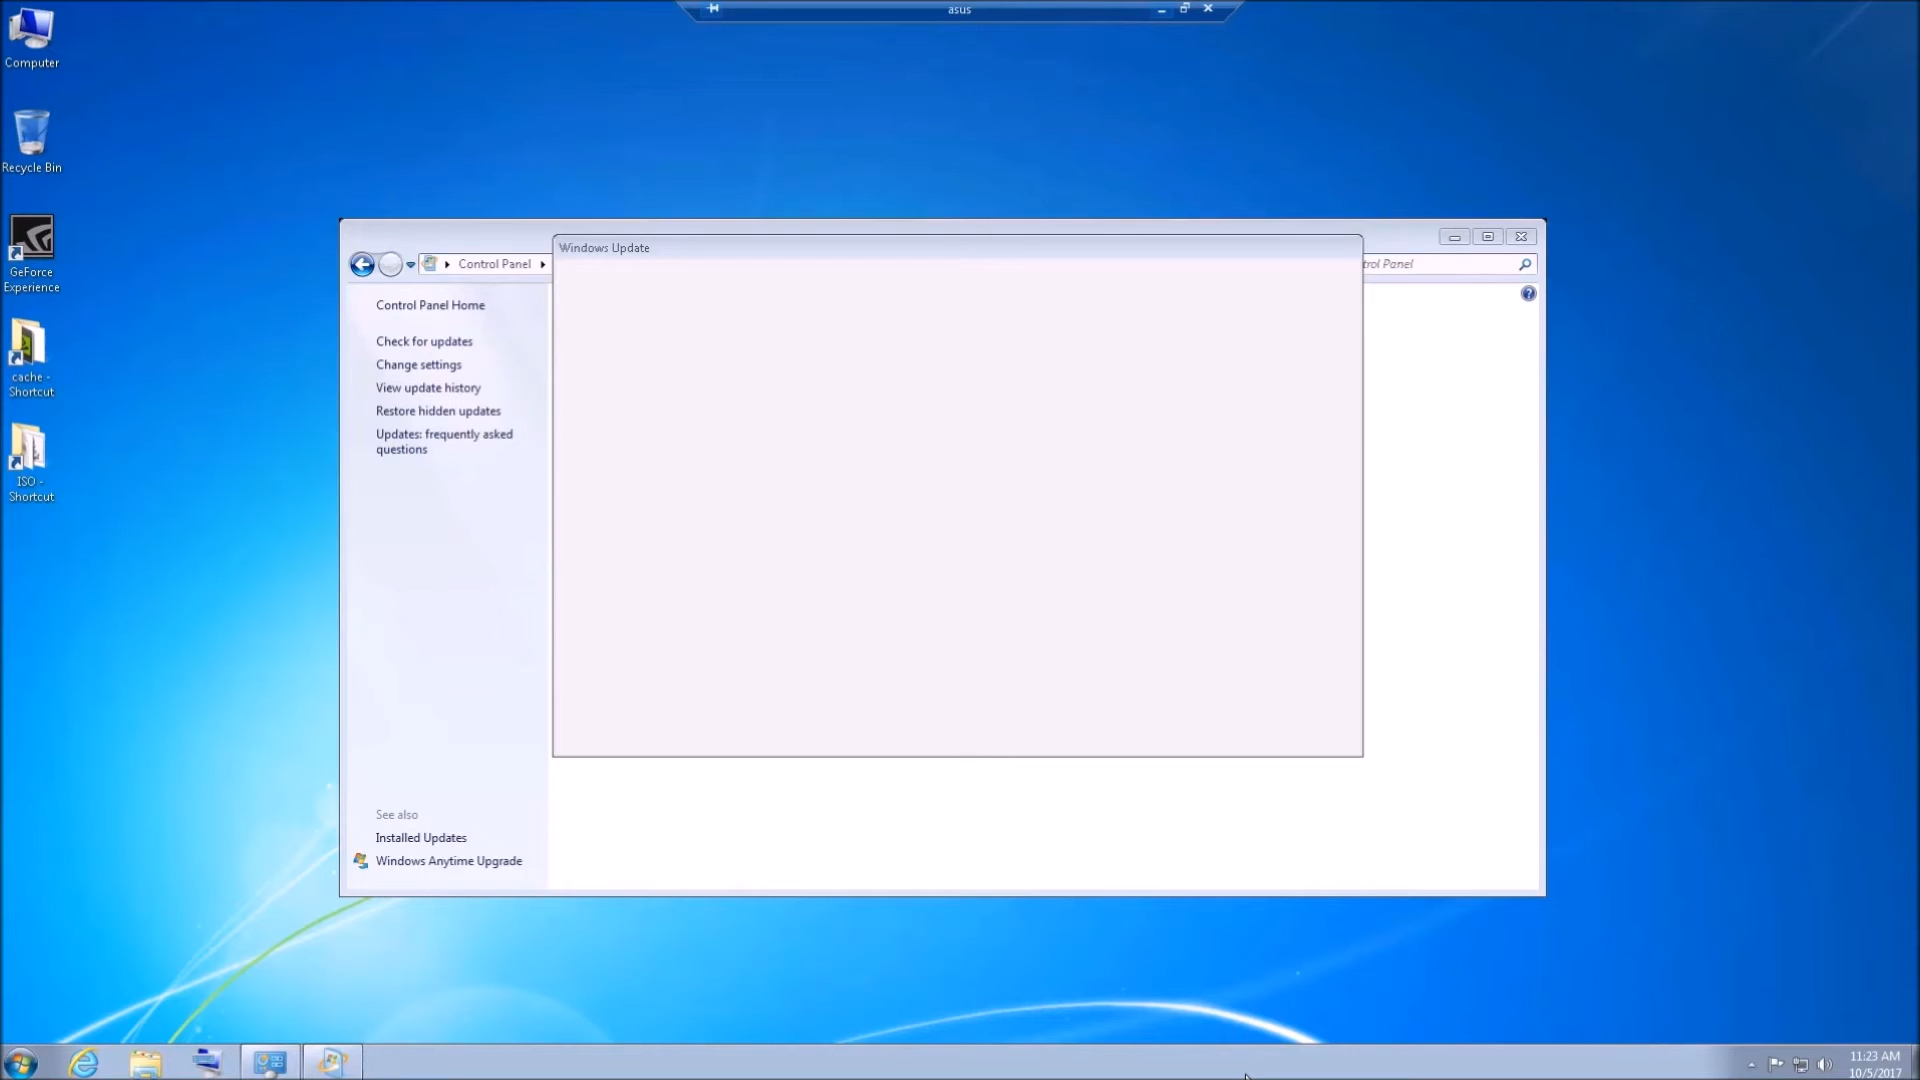 asus
Computer
Recycle Bin
GeForce
Experience
cache -
Shortcut
ISO -
Shortcut
Windows Update
Control Panel
trol Panel
Control Panel Home
Check for updates
Change settings
View update history
Restore hidden updates
Updates: frequently asked
questions
See also
Installed Updates
Windows Anytime Upgrade
11:23 AM
10/5/2017